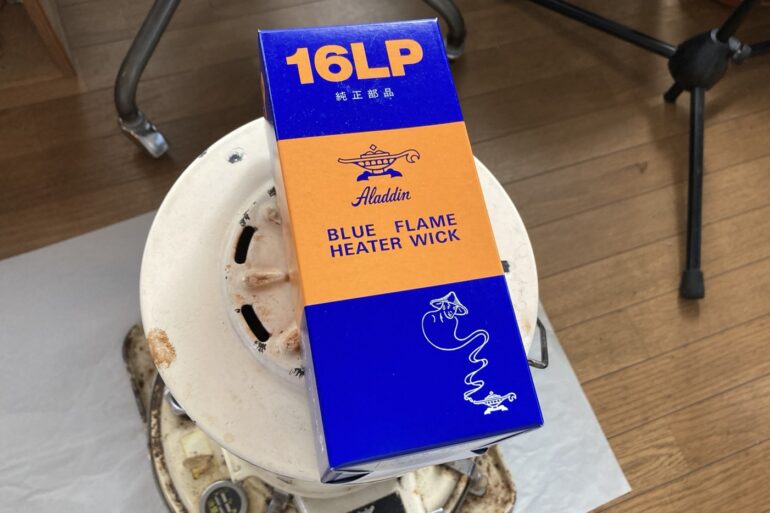 16LP
純正部品
Aladdin
BLUE FLAME
HEATER WICK